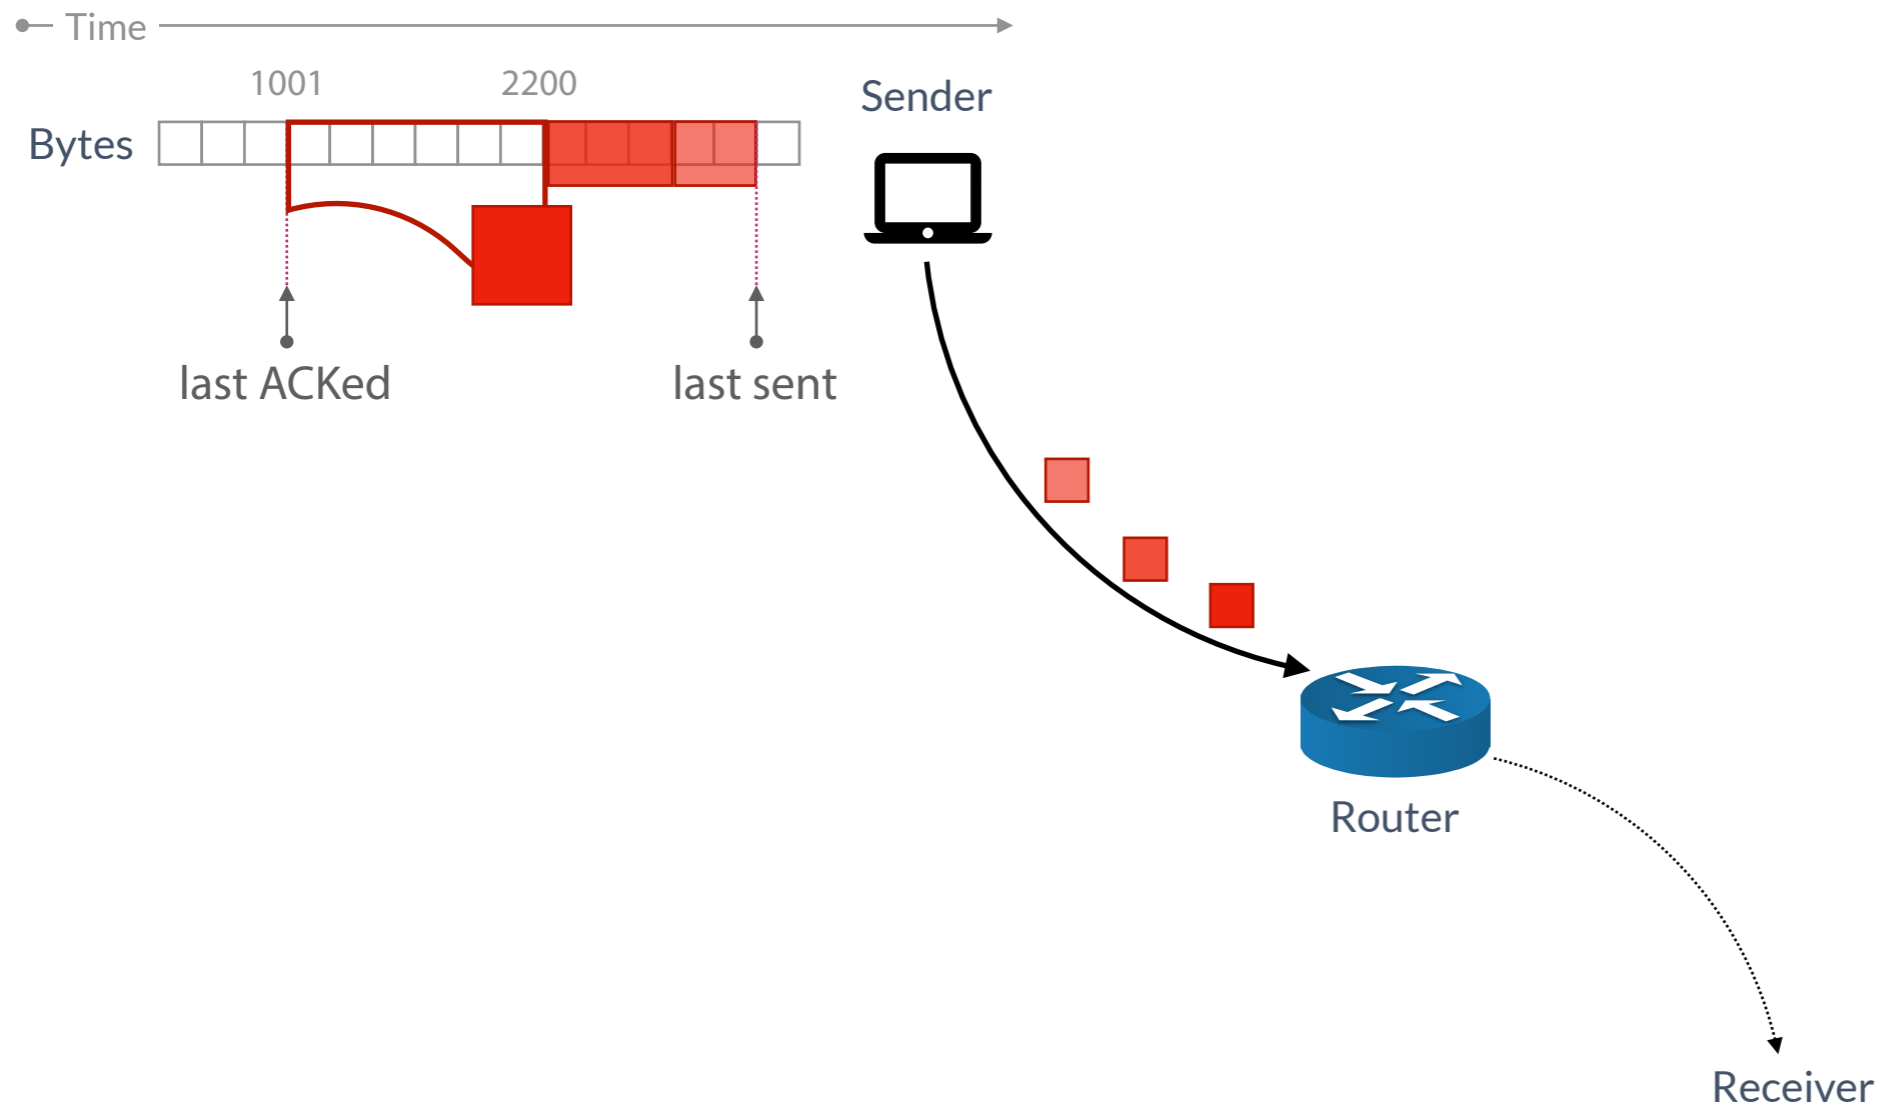 Time
1001
2200
Sender
Bytes
last ACKed
last sent
Router
Receiver